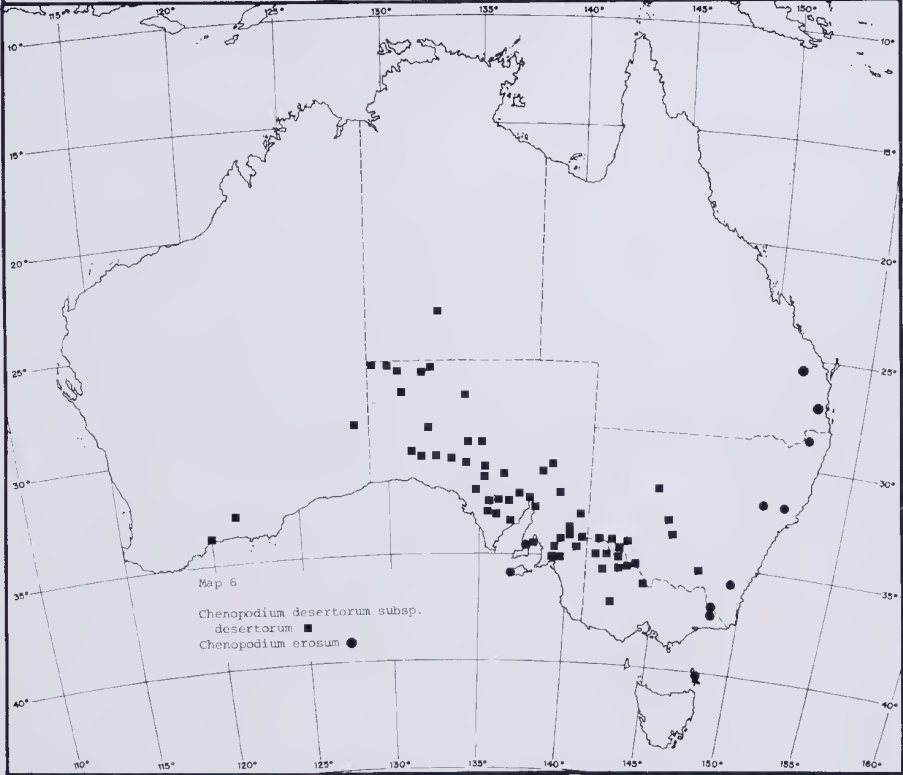 115° 120° 125° 130° 135° 140° 145° 150°
10° 10°
15° 15°
20° 20°
25° 25°
30° 30°
35° 35°
40° 40°
Map 6
Chenopodium desertorum subsp.
desertorum ■
Chenopodium erosum ●
110° 115° 120° 125° 130° 135° 140° 145° 150° 155° 160°